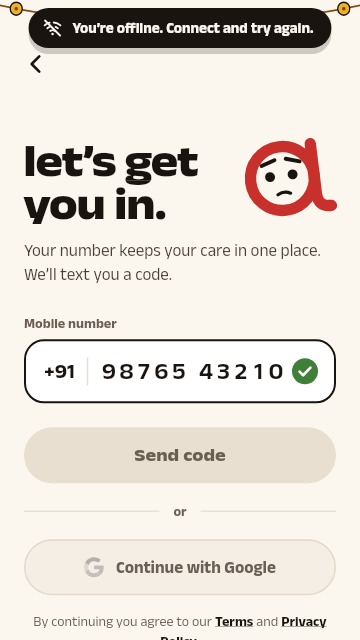 You're offline. Connect and try again.
let's get
you in.
Your number keeps your care in one place.
We'll text you a code.
Mobile number
+91 98765 43210
Send code
or
Continue with Google
By continuing you agree to our Terms and Privacy
Policy.